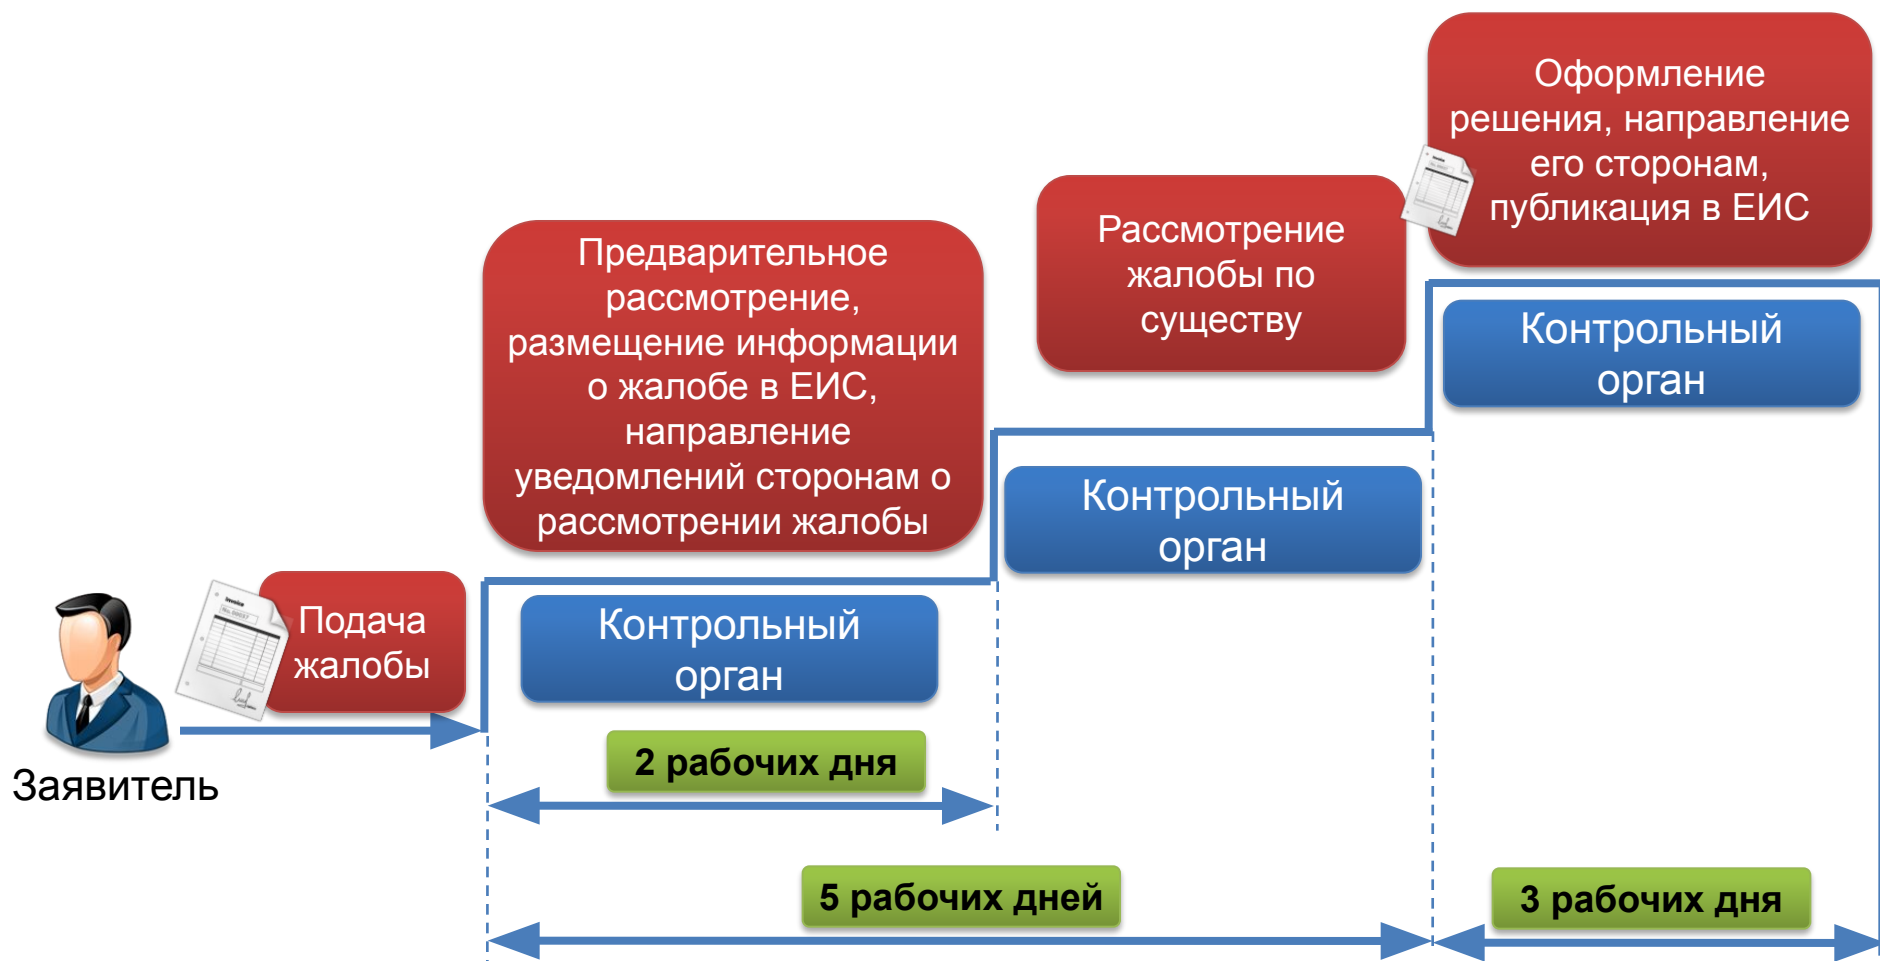 Оформление
решения, направление
его сторонам,
публикация в ЕИС
Рассмотрение
жалобы по
существу
Предварительное
рассмотрение,
размещение информации
о жалобе в ЕИС,
направление
уведомлений сторонам о
рассмотрении жалобы
Контрольный
орган
Контрольный
орган
Подача
жалобы
Контрольный
орган
Заявитель
2 рабочих дня
5 рабочих дней
3 рабочих дня